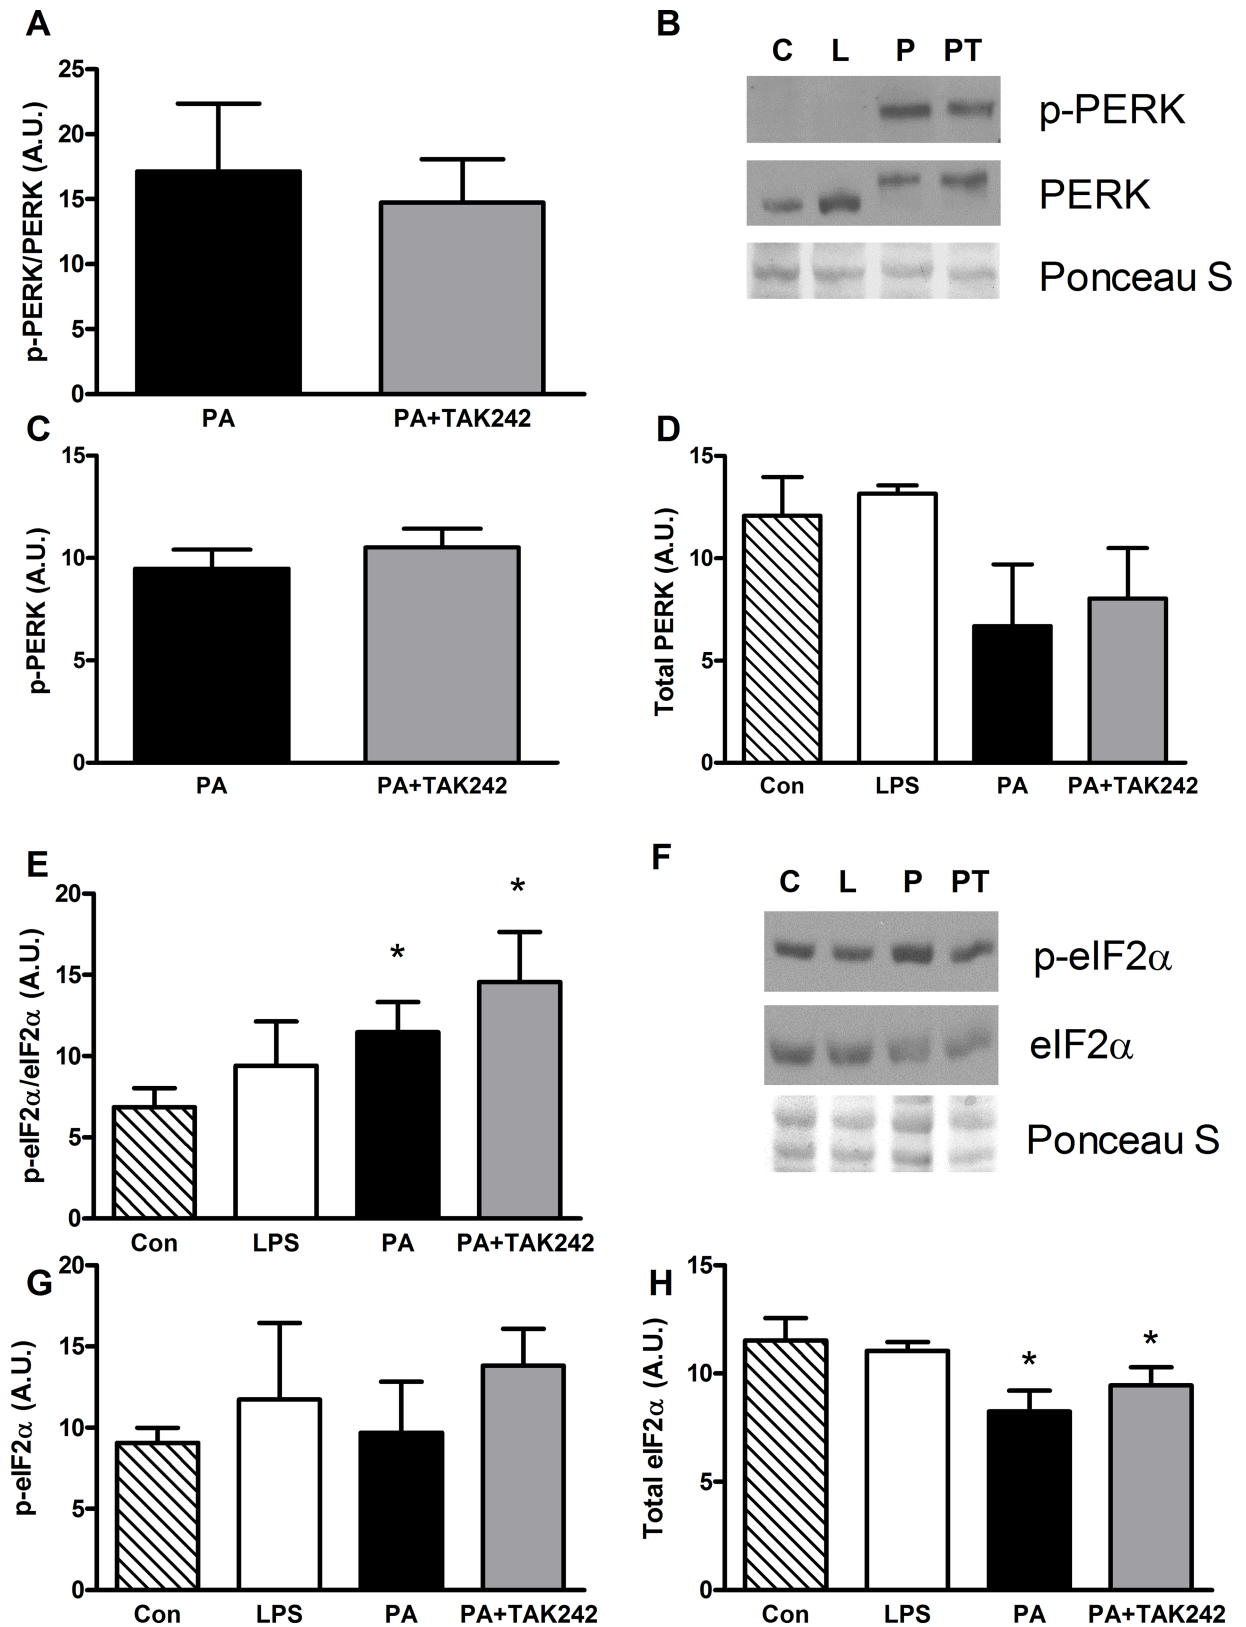 A
p-PERK/PERK (A.U.)
25
20
15
10
5
0
PA PA+TAK242
B
C L P PT
p-PERK
PERK
Ponceau S
C
p-PERK (A.U.)
15
10
5
0
PA PA+TAK242
D
Total PERK (A.U.)
15
10
5
0
Con LPS PA PA+TAK242
E
p-eIF2α/eIF2α (A.U.)
20
15
10
5
0
* *
Con LPS PA PA+TAK242
F
C L P PT
p-eIF2α
eIF2α
Ponceau S
G
p-eIF2α (A.U.)
20
15
10
5
0
Con LPS PA PA+TAK242
H
Total eIF2α (A.U.)
15
10
5
0
* *
Con LPS PA PA+TAK242